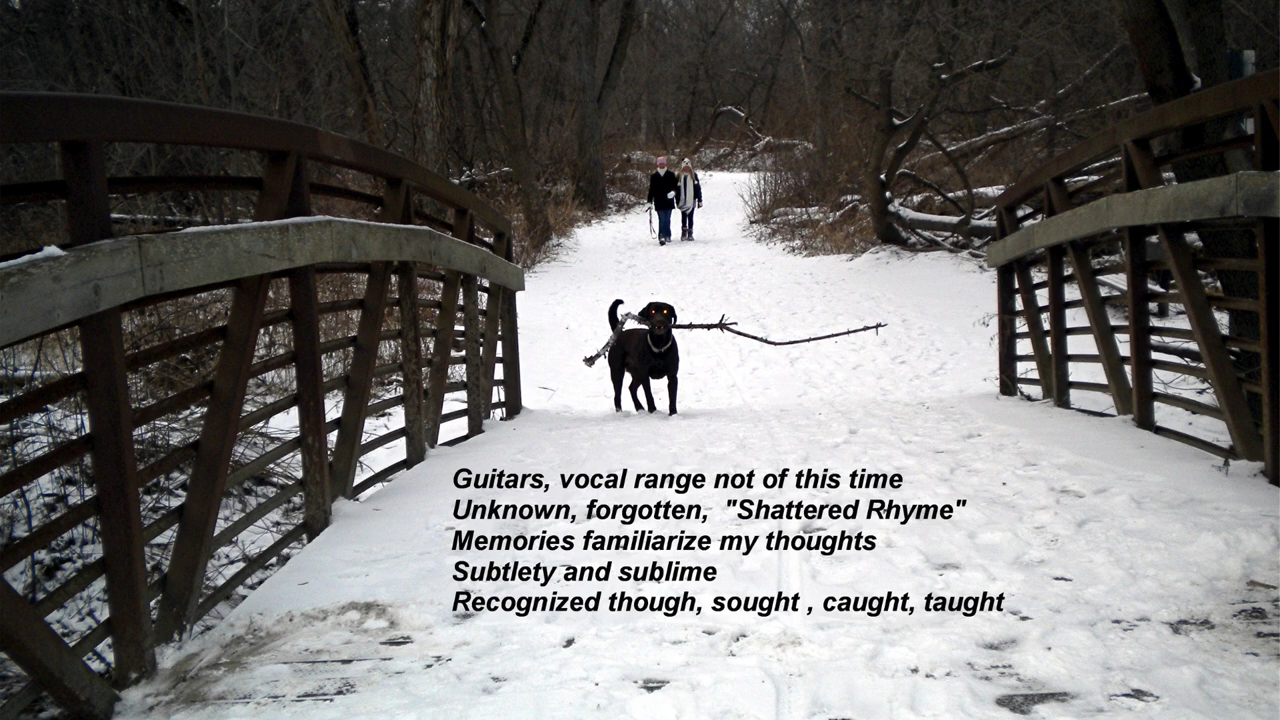 Guitars, vocal range not of this time
Unknown, forgotten,  "Shattered Rhyme"
Memories familiarize my thoughts
Subtlety and sublime
Recognized though, sought , caught, taught